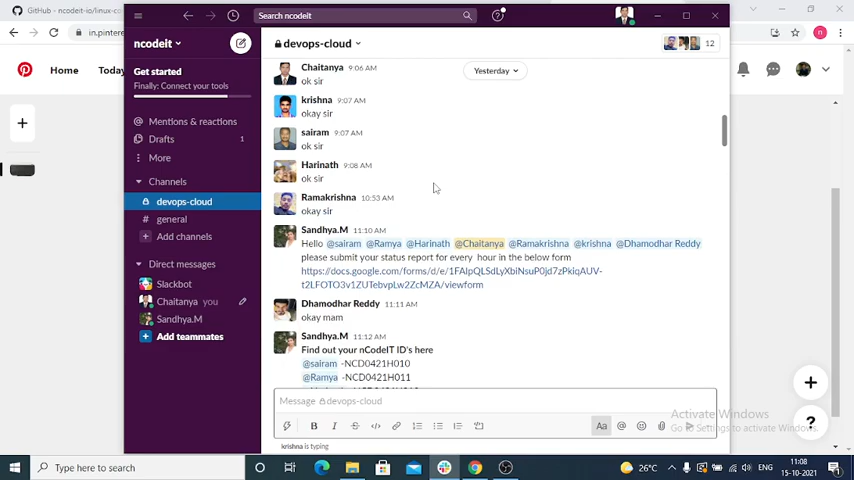 GitHub - ncodeit-io/linux-co
in.pinteres
Home
Today
Search ncodeit
ncodeit
Get started
Finally: Connect your tools
Mentions & reactions
Drafts 1
More
Channels
devops-cloud
# general
Add channels
Direct messages
Slackbot
Chaitanya you
Sandhya.M
Add teammates
devops-cloud
12
Yesterday
Chaitanya 9:06 AM
ok sir
krishna 9:07 AM
okay sir
sairam 9:07 AM
ok sir
Harinath 9:08 AM
ok sir
Ramakrishna 10:53 AM
okay sir
Sandhya.M 11:10 AM
Hello @sairam @Ramya @Harinath @Chaitanya @Ramakrishna @krishna @Dhamodhar Reddy
please submit your status report for every hour in the below form
https://docs.google.com/forms/d/e/1FAIpQLSdLyXbiNsuP0jd7zPkiqAUV-
t2LFOTO3v1ZUTebvpLw2ZcMZA/viewform
Dhamodhar Reddy 11:11 AM
okay mam
Sandhya.M 11:12 AM
Find out your nCodeIT ID's here
@sairam -NCD0421H010
@Ramya -NCD0421H011
Message devops-cloud
Aa
krishna is typing
Activate Windows
Go to Settings to activate Windows.
Type here to search
26°C
ENG
11:08
15-10-2021